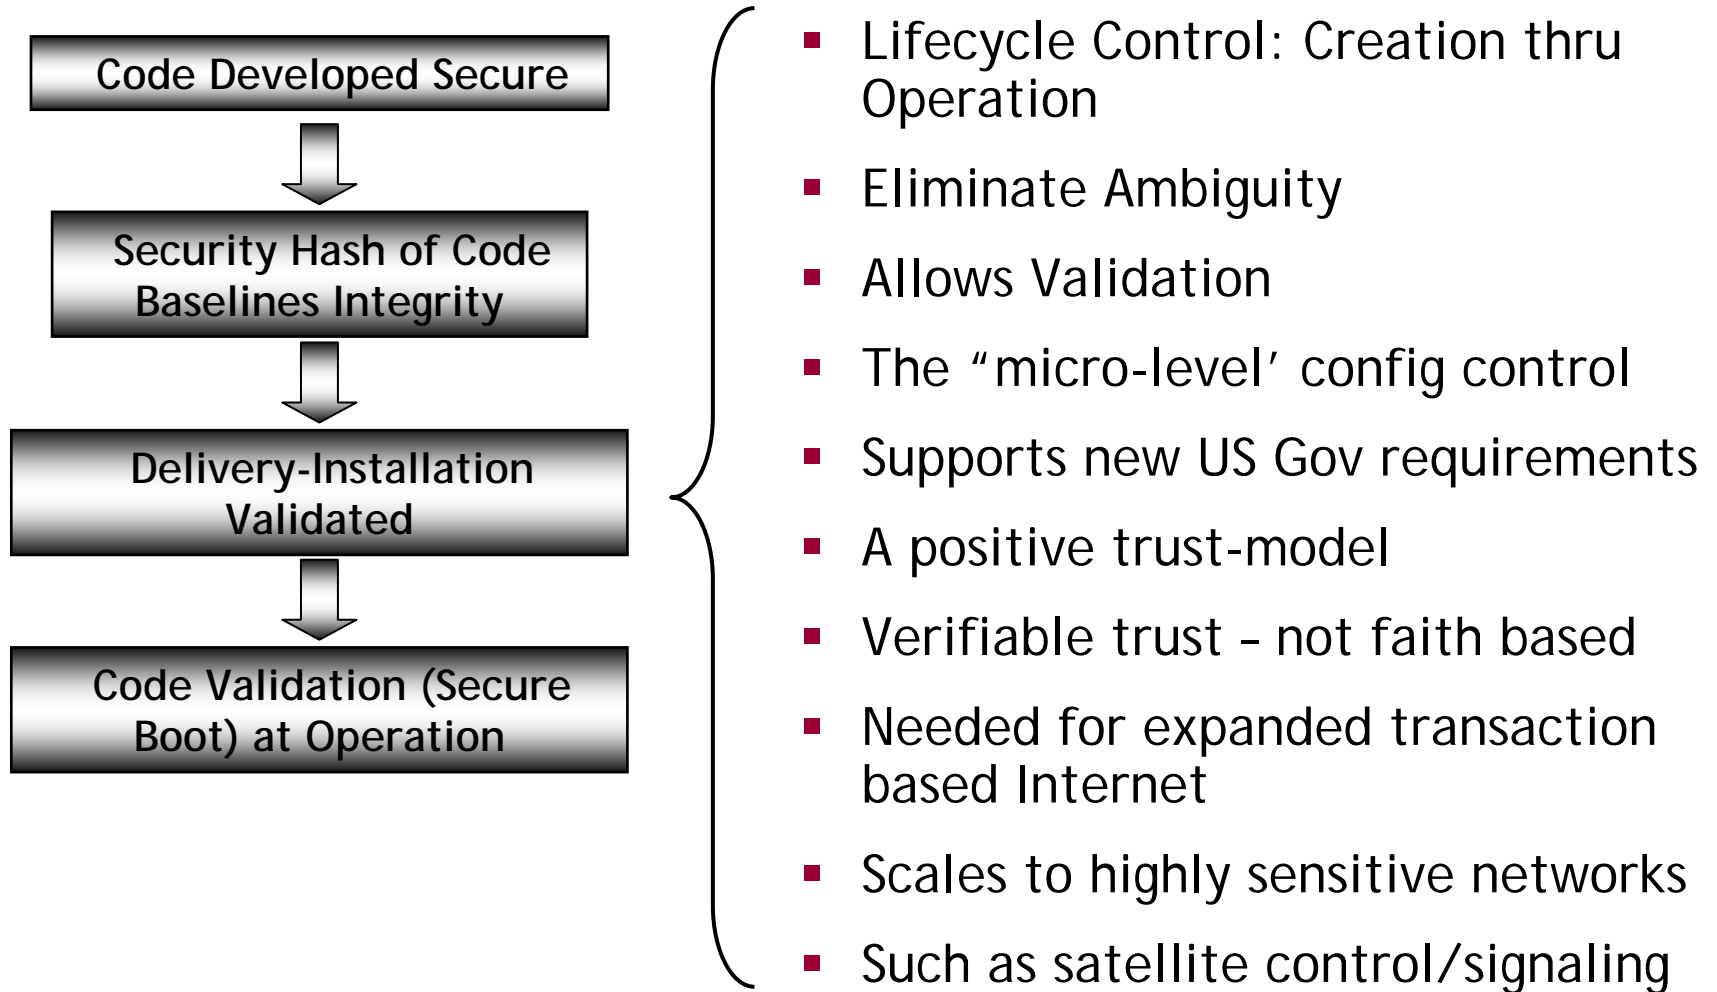 Code Developed Secure
Security Hash of Code
Baselines Integrity
Delivery-Installation
Validated
Code Validation (Secure
Boot) at Operation
▪ Lifecycle Control: Creation thru
Operation
▪ Eliminate Ambiguity
▪ Allows Validation
▪ The “micro-level’ config control
▪ Supports new US Gov requirements
▪ A positive trust-model
▪ Verifiable trust – not faith based
▪ Needed for expanded transaction
based Internet
▪ Scales to highly sensitive networks
▪ Such as satellite control/signaling